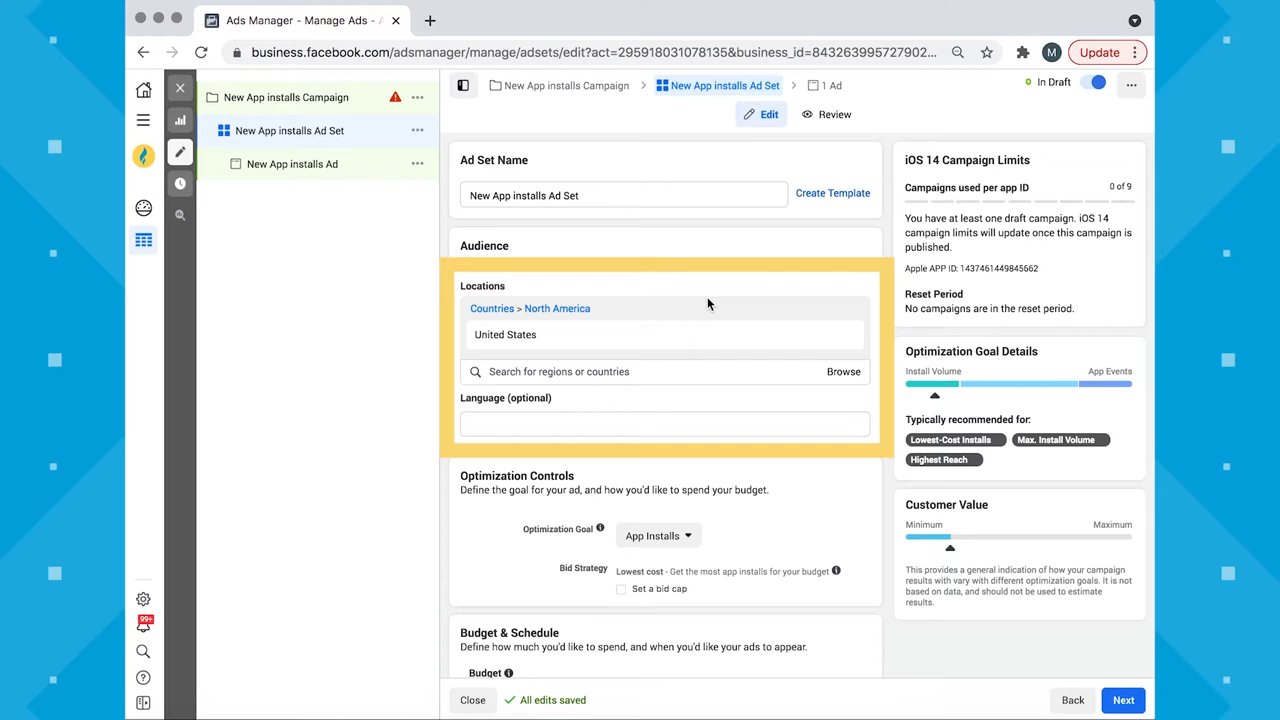 Ads Manager - Manage Ads - A
business.facebook.com/adsmanager/manage/adsets/edit?act=295918031078135&business_id=843263995727902...
M
Update
New App installs Campaign
New App installs Ad Set
New App installs Ad
New App installs Campaign > New App installs Ad Set > 1 Ad
In Draft
Edit
Review
Ad Set Name
New App installs Ad Set
Create Template
Audience
Locations
Countries > North America
United States
Search for regions or countries
Browse
Language (optional)
Optimization Controls
Define the goal for your ad, and how you'd like to spend your budget.
Optimization Goal
App Installs
Bid Strategy
Lowest cost - Get the most app installs for your budget
Set a bid cap
Budget & Schedule
Define how much you'd like to spend, and when you'd like your ads to appear.
Budget
iOS 14 Campaign Limits
Campaigns used per app ID
0 of 9
You have at least one draft campaign. iOS 14
campaign limits will update once this campaign is
published.
Apple APP ID: 1437461449845662
Reset Period
No campaigns are in the reset period.
Optimization Goal Details
Install Volume
App Events
Typically recommended for:
Lowest-Cost Installs
Max. Install Volume
Highest Reach
Customer Value
Minimum
Maximum
This provides a general indication of how your campaign
results with vary with different optimization goals. It is not
based on data, and should not be used to estimate
results.
99+
Close
All edits saved
Back
Next